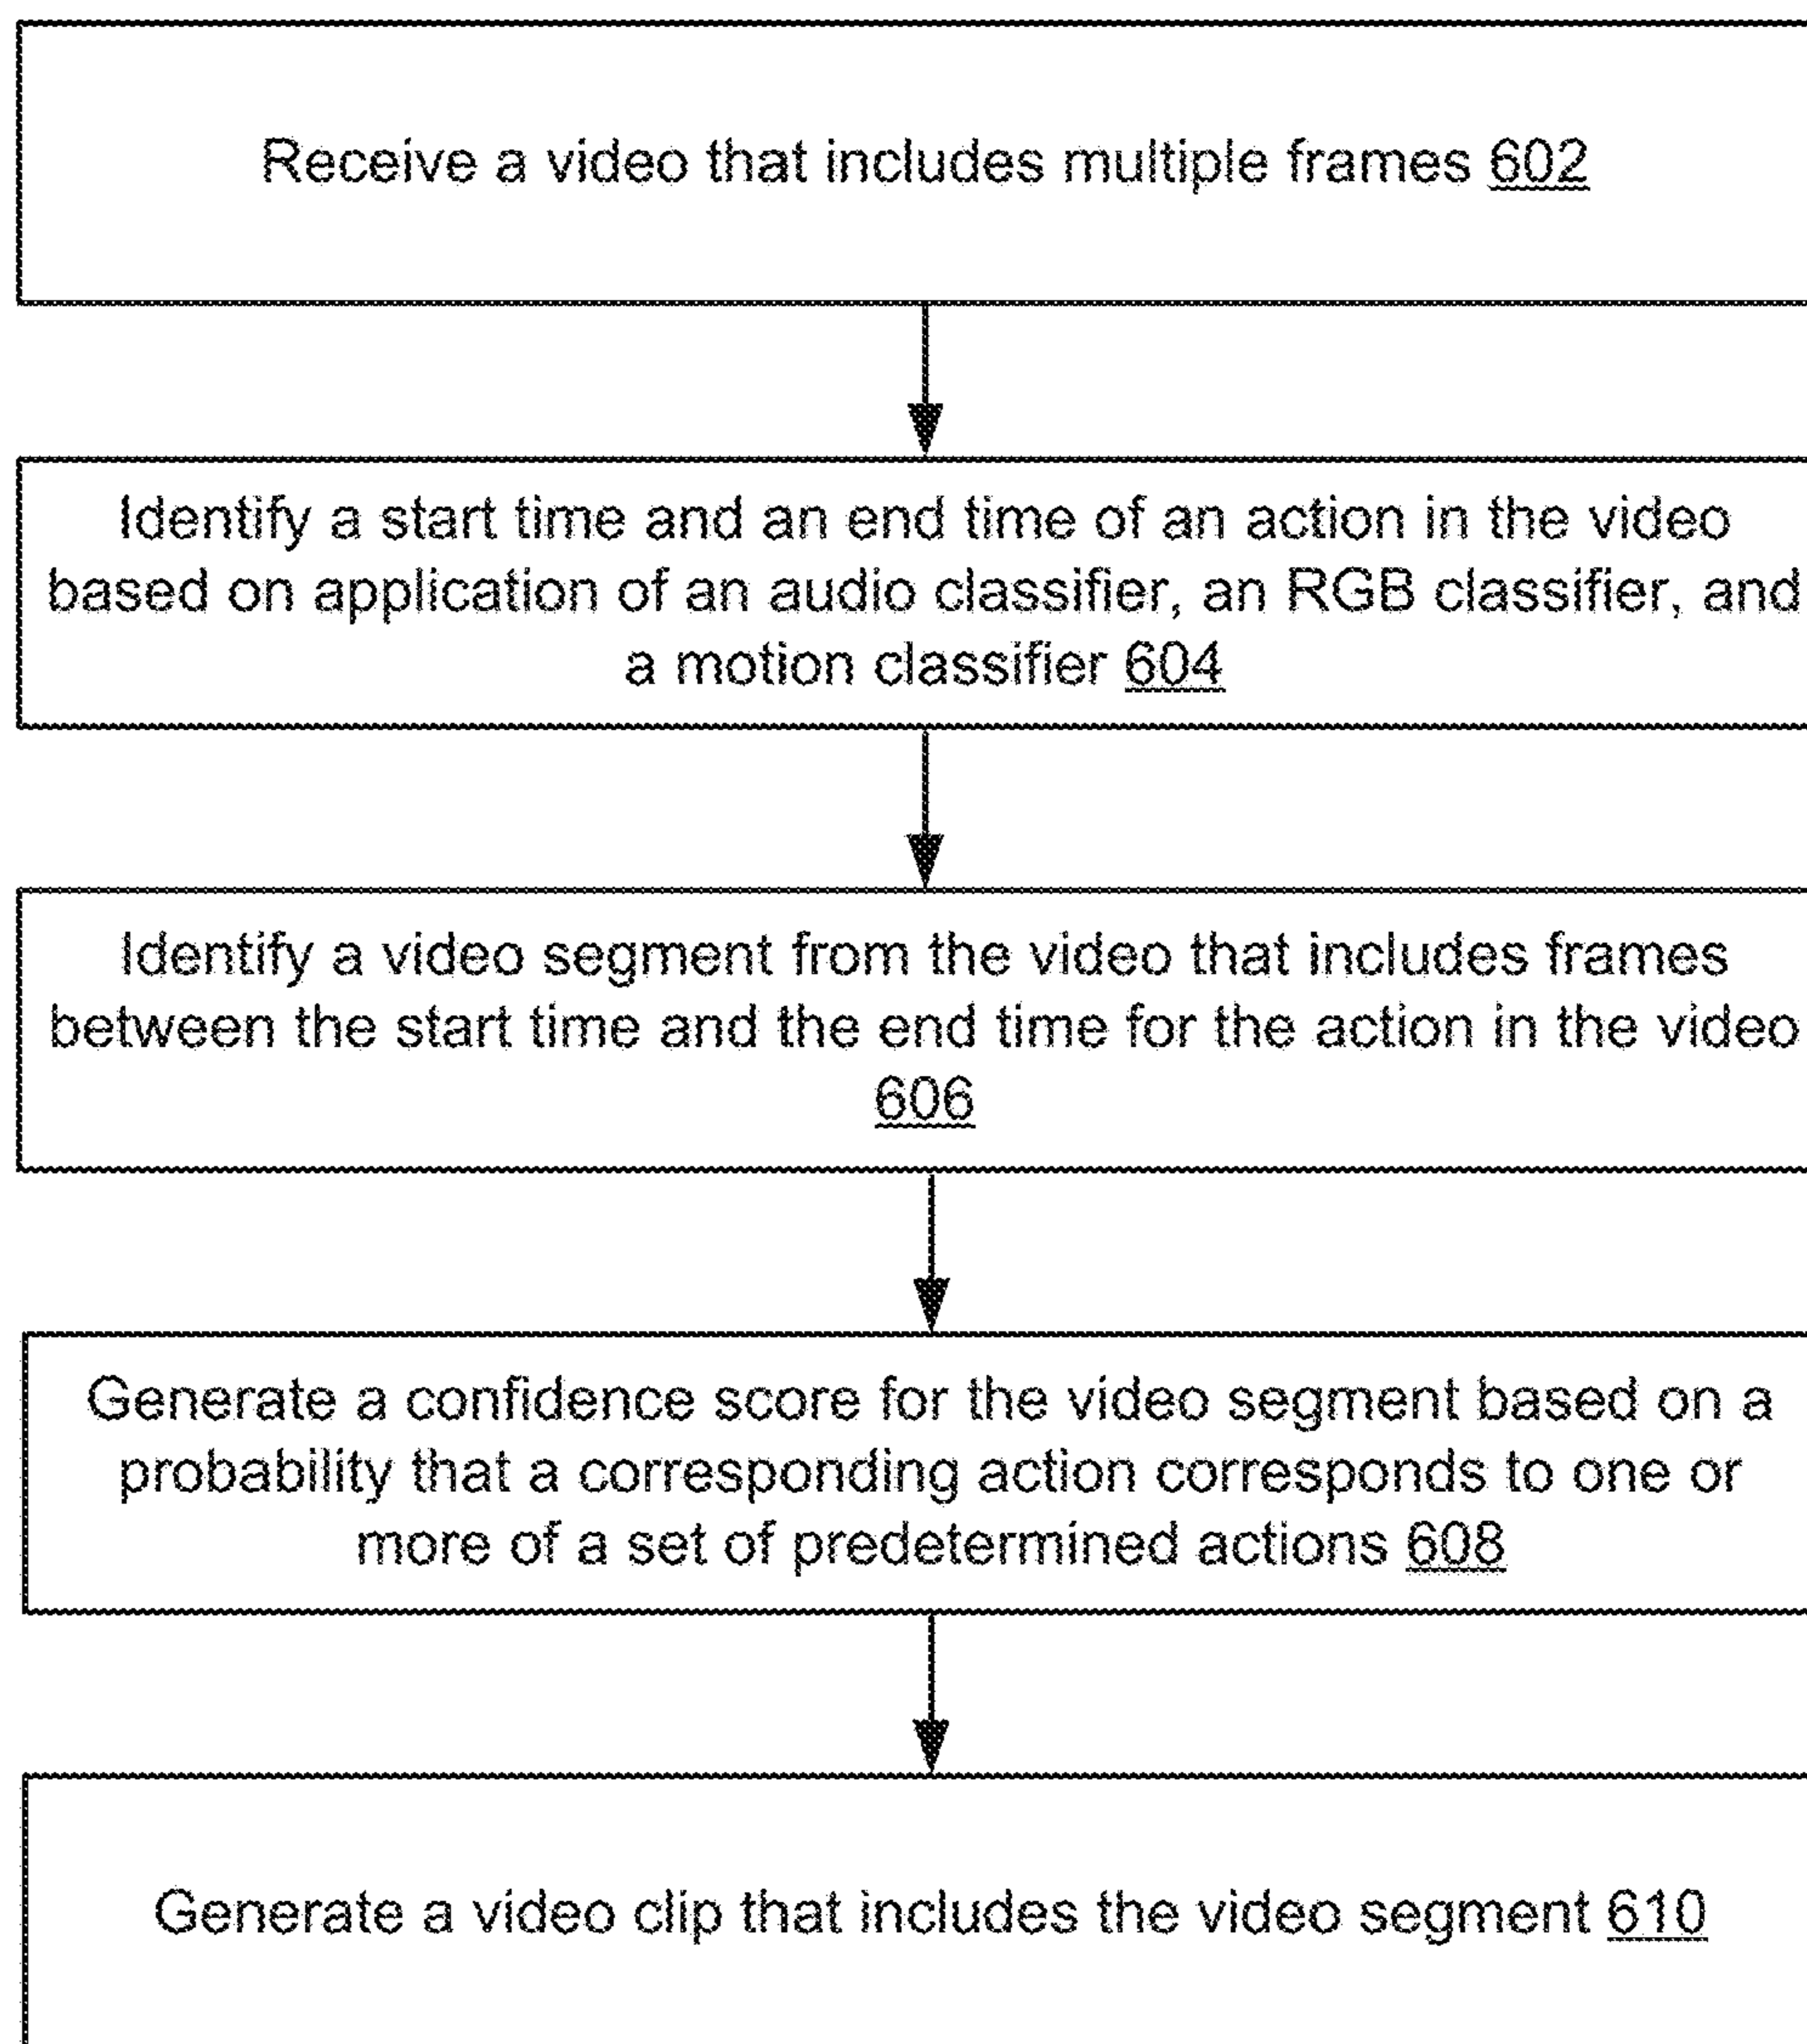 Receive a video that includes multiple frames 602
Identify a start time and an end time of an action in the video
based on application of an audio classifier, an RGB classifier, and
a motion classifier 604
Identify a video segment from the video that includes frames
between the start time and the end time for the action in the video
606
Generate a confidence score for the video segment based on a
probability that a corresponding action corresponds to one or
more of a set of predetermined actions 608
Generate a video clip that includes the video segment 610